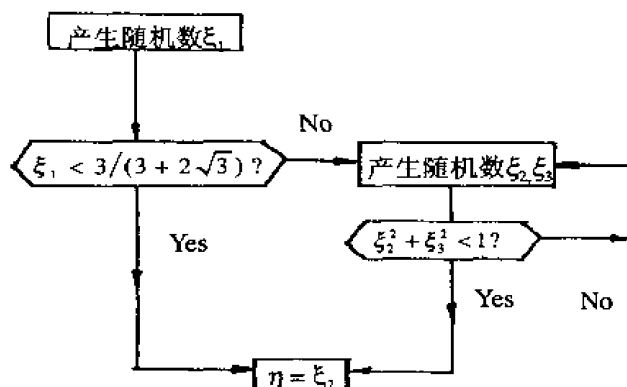 产生随机数ξ₁
No
ξ₁ < 3/(3 + 2√3) ?
产生随机数ξ₂,ξ₃
ξ₂² + ξ₃² < 1?
Yes
Yes
No
η = ξ₂